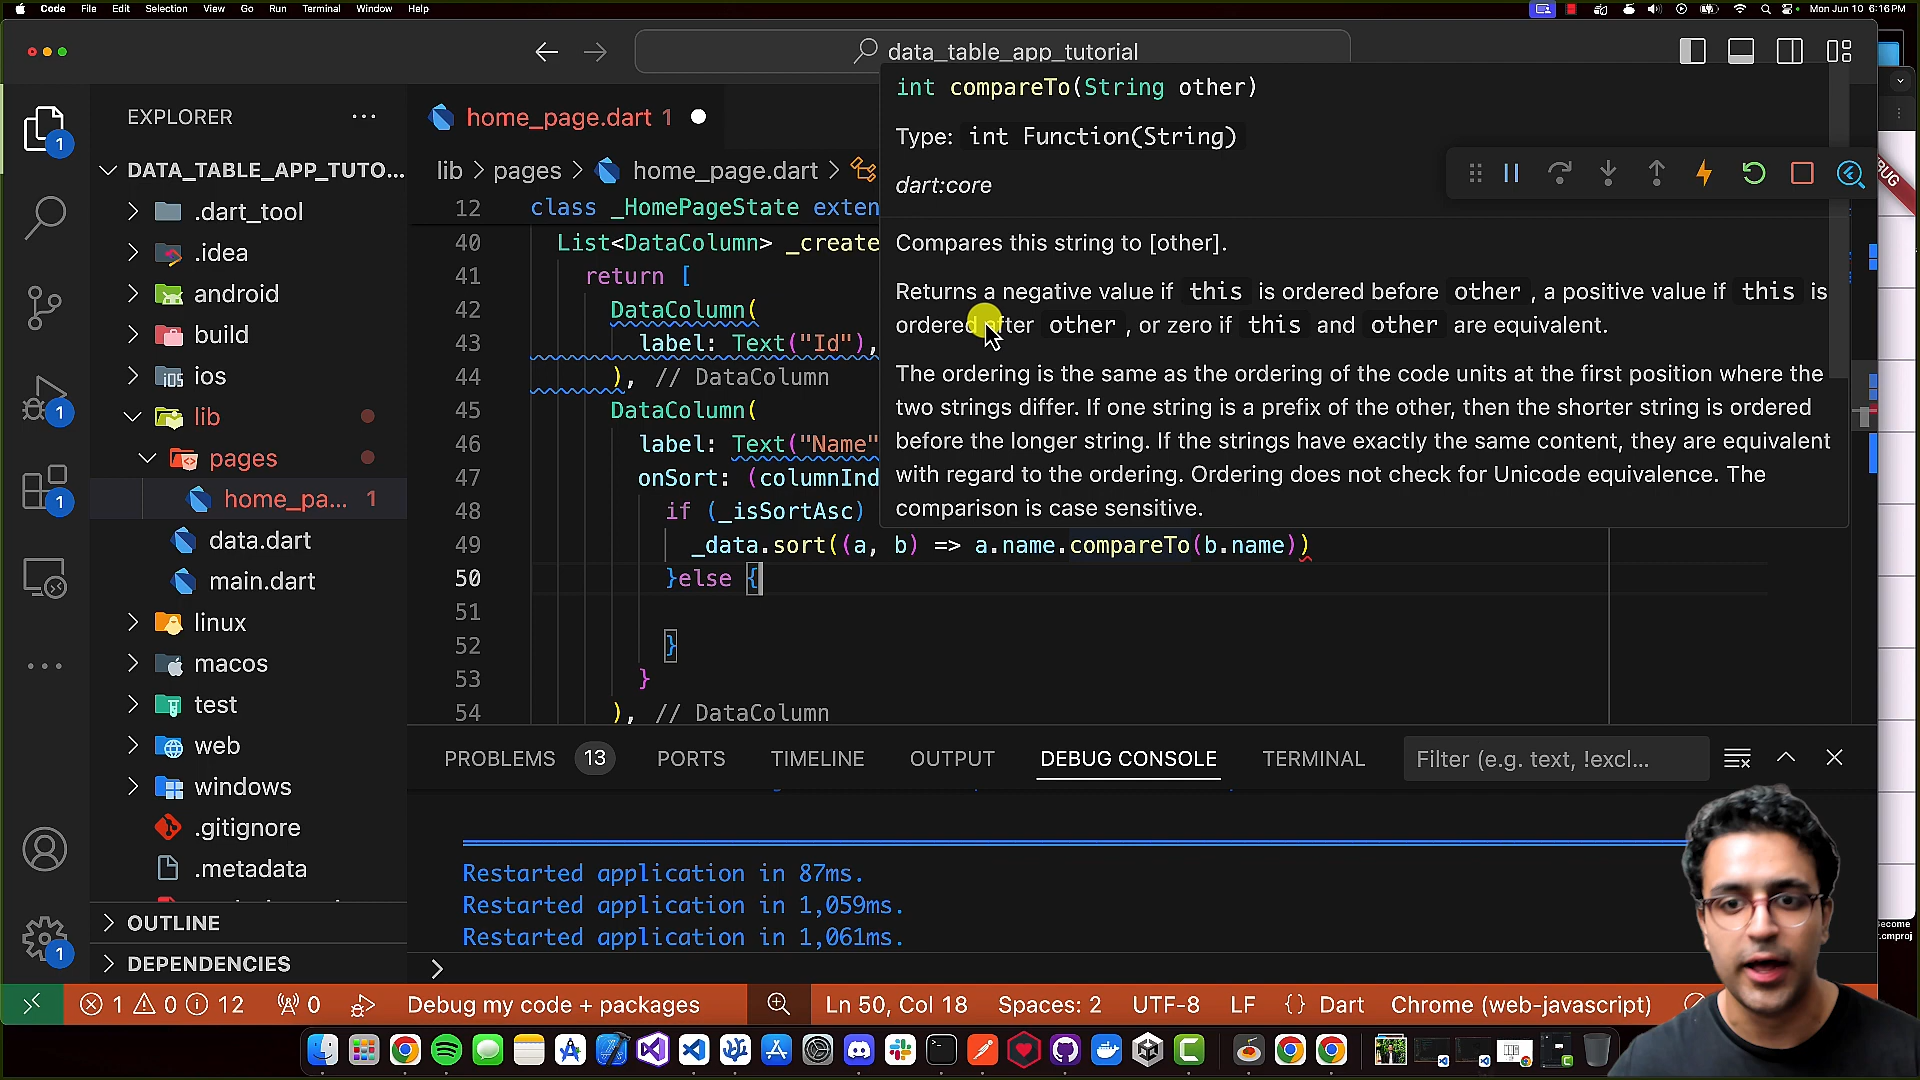 Code File Edit Selection View Go Run Terminal Window Help
Mon Jun 10 6:16 PM
data_table_app_tutorial
EXPLORER
DATA_TABLE_APP_TUTO...
.dart_tool
.idea
android
build
ios
lib
pages
home_pa... 1
data.dart
main.dart
linux
macos
test
web
windows
.gitignore
.metadata
OUTLINE
DEPENDENCIES
1
1
1
1
home_page.dart 1
lib > pages > home_page.dart >
12 class _HomePageState exten
40 List<DataColumn> _create
41 return [
42 DataColumn(
43 label: Text("Id"),
44 ), // DataColumn
45 DataColumn(
46 label: Text("Name"
47 onSort: (columnInd
48 if (_isSortAsc)
49 _data.sort((a, b) => a.name.compareTo(b.name))
50 }else {
51
52 }
53 }
54 ), // DataColumn
int compareTo(String other)
Type: int Function(String)
dart:core
Compares this string to [other].
Returns a negative value if this is ordered before other , a positive value if this is
ordered after other , or zero if this and other are equivalent.
The ordering is the same as the ordering of the code units at the first position where the
two strings differ. If one string is a prefix of the other, then the shorter string is ordered
before the longer string. If the strings have exactly the same content, they are equivalent
with regard to the ordering. Ordering does not check for Unicode equivalence. The
comparison is case sensitive.
PROBLEMS 13 PORTS TIMELINE OUTPUT DEBUG CONSOLE TERMINAL Filter (e.g. text, !excl...
Restarted application in 87ms.
Restarted application in 1,059ms.
Restarted application in 1,061ms.
>
1 0 12 0 Debug my code + packages Ln 50, Col 18 Spaces: 2 UTF-8 LF {} Dart Chrome (web-javascript)
.cmproj